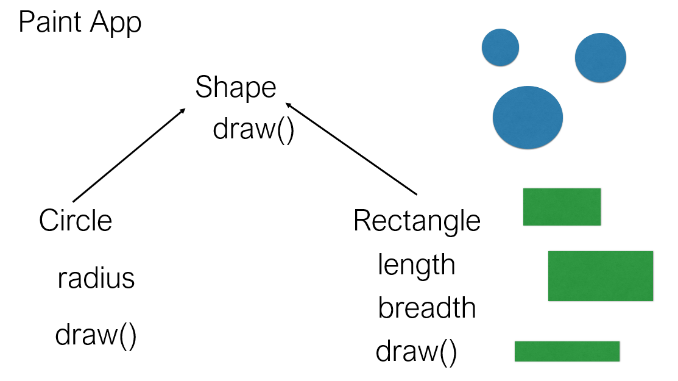 Paint App
Shape
draw()
Circle
radius
draw()
Rectangle
length
breadth
draw()